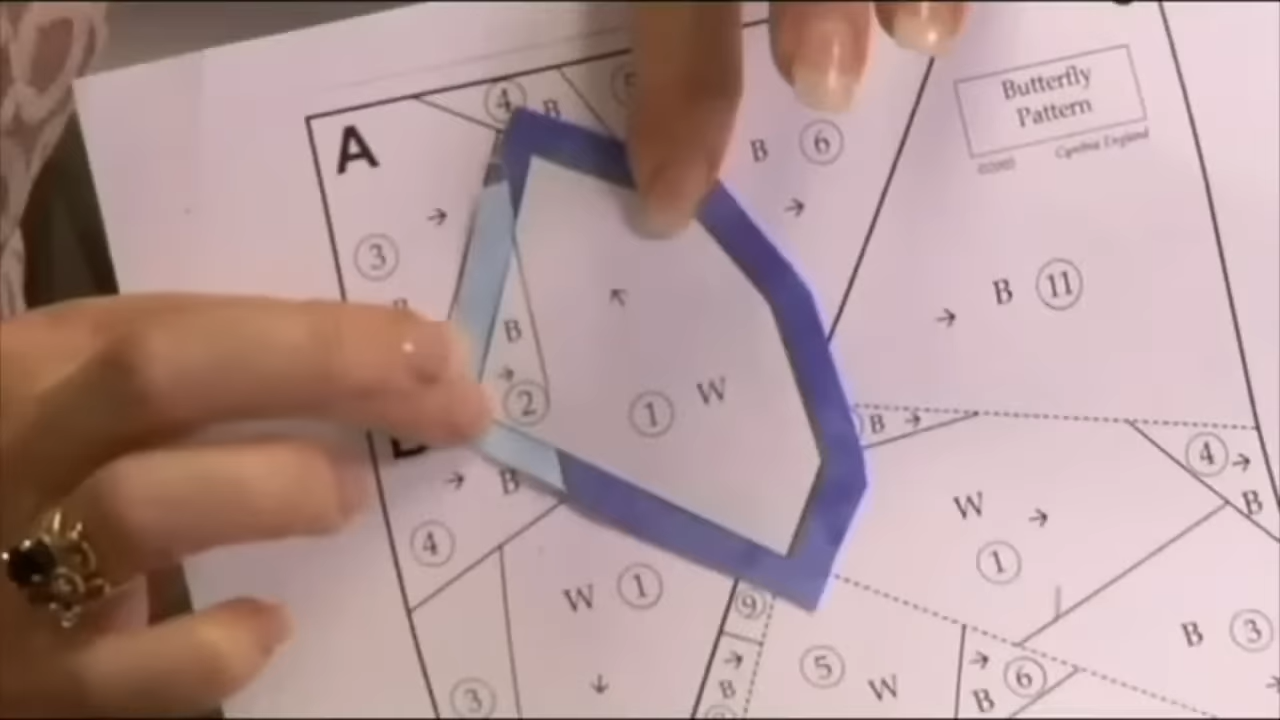 A
④
B
⑤
B ⑥
Butterfly
Pattern
Cynthia England
→
→
③
B ⑪
→
↖
B
→
②
① W
B →
④ →
B
→ B
④
W →
①
W ①
⑨
→
B
③
↓
⑤ W
→ ⑥
B
B ③